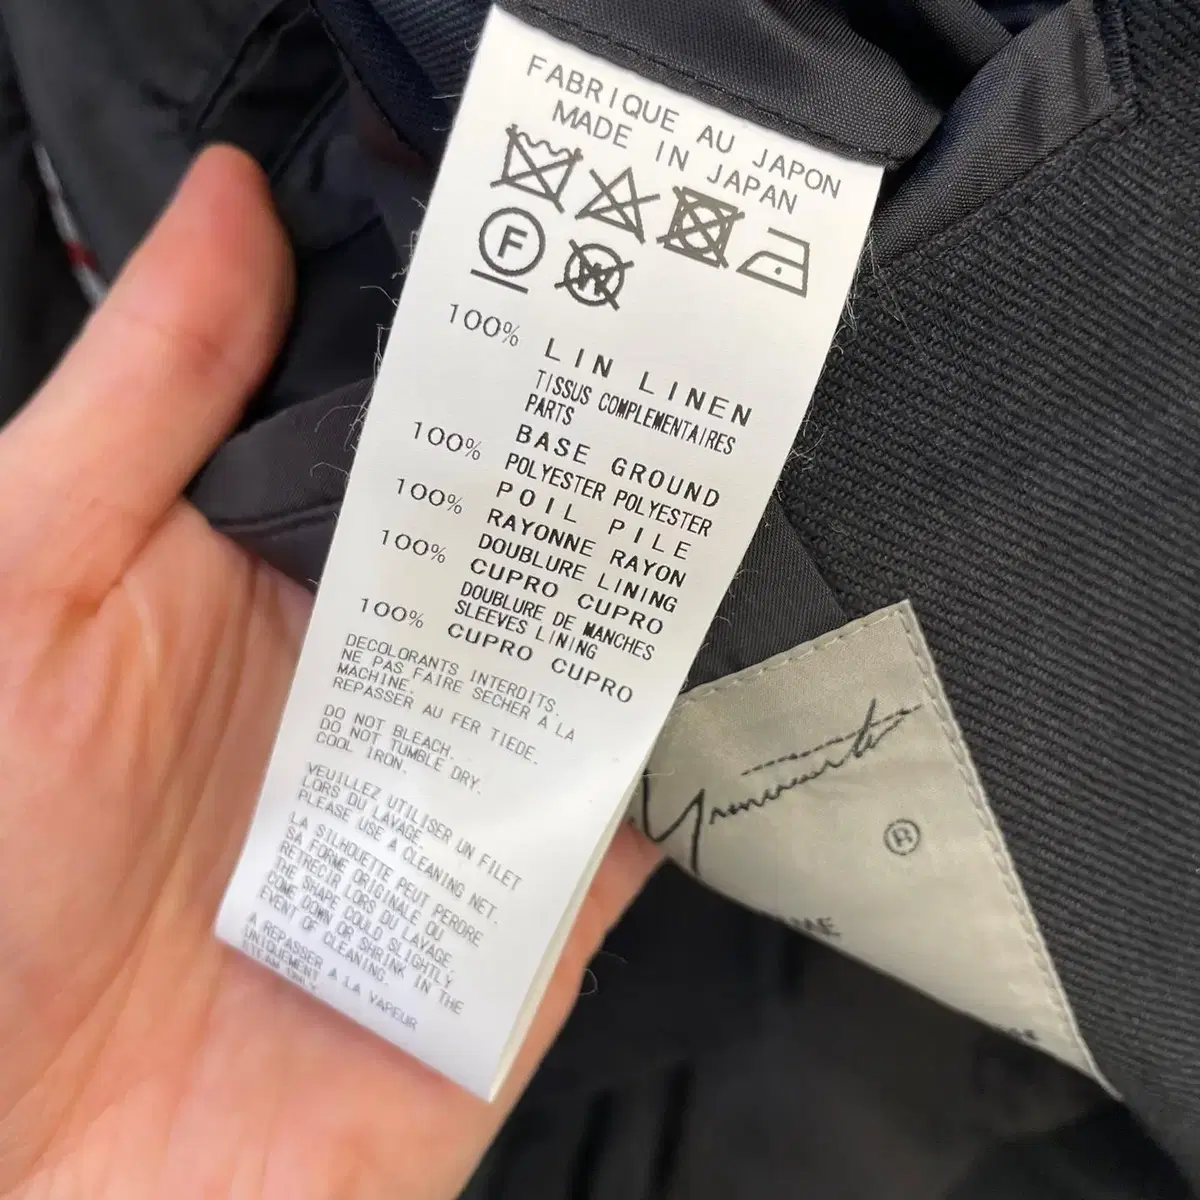 FABRIQUE AU JAPON
MADE IN JAPAN
F
W
100% LIN LINEN
TISSUS COMPLEMENTAIRES
PARTS
BASE GROUND
100% POLYESTER POLYESTER
POIL PILE
100% RAYONNE RAYON
DOUBLURE LINING
100% CUPRO CUPRO
DOUBLURE DE MANCHES
SLEEVES LINING
100% CUPRO CUPRO
DECOLORANTS INTERDITS.
NE PAS FAIRE SECHER A LA
MACHINE.
REPASSER AU FER TIEDE.
DO NOT BLEACH.
DO NOT TUMBLE DRY.
COOL IRON.
VEUILLEZ UTILISER UN FILET
LORS DU LAVAGE.
PLEASE USE A CLEANING NET.
LA SILHOUETTE PEUT PERDRE
SA FORME ORIGINALE OU
RETRECIR LORS DU LAVAGE
THE SHAPE COULD SLIGHTLY
COME DOWN OR SHRINK IN THE
EVENT OF CLEANING.
A REPASSER A LA VAPEUR
UNIQUEMENT
STEAM ONLY
®